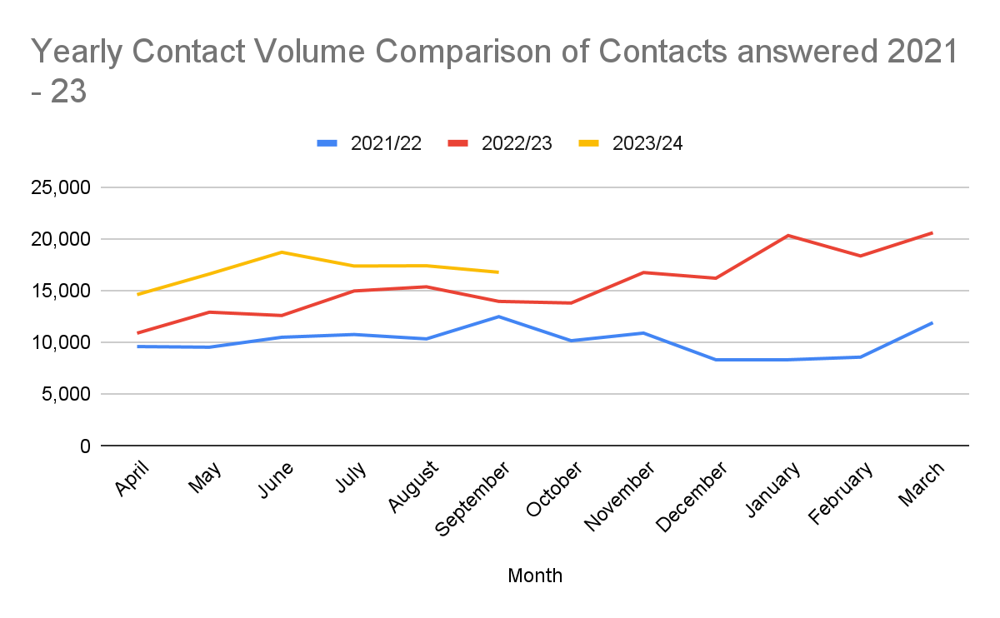 Yearly Contact Volume Comparison of Contacts answered 2021
- 23
2021/22 2022/23 2023/24
25,000
20,000
15,000
10,000
5,000
0
April May June July August September October November December January February March
Month